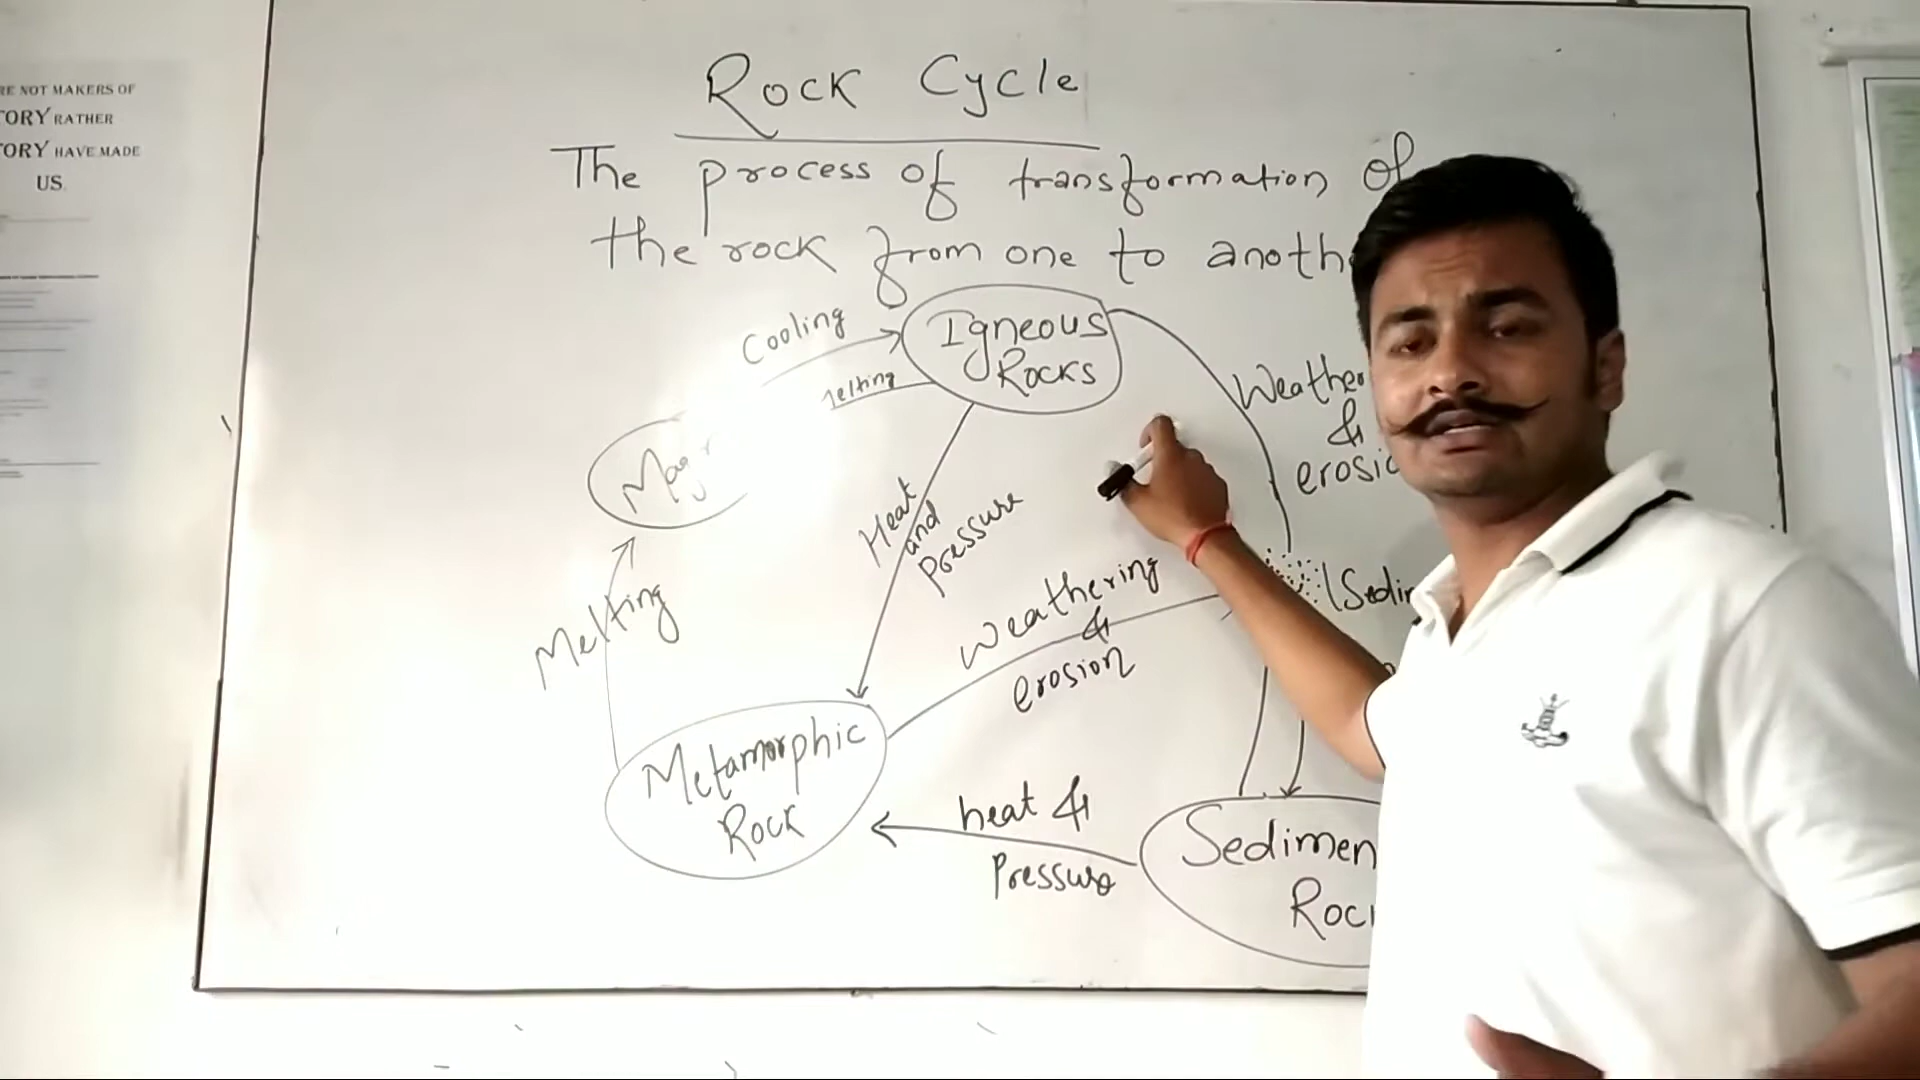 RE NOT MAKERS OF
TORY RATHER
TORY HAVE MADE
US
Rock Cycle
The process of transformation of
the rock from one to anoth
Cooling
Igneous
Rocks
elting
Weather
&
erosio
Mag
Heat
and
Pressure
Weathering
&
erosion
(Sedim
Melting
Metamorphic
Rock
heat &
Pressure
Sedimen
Roc